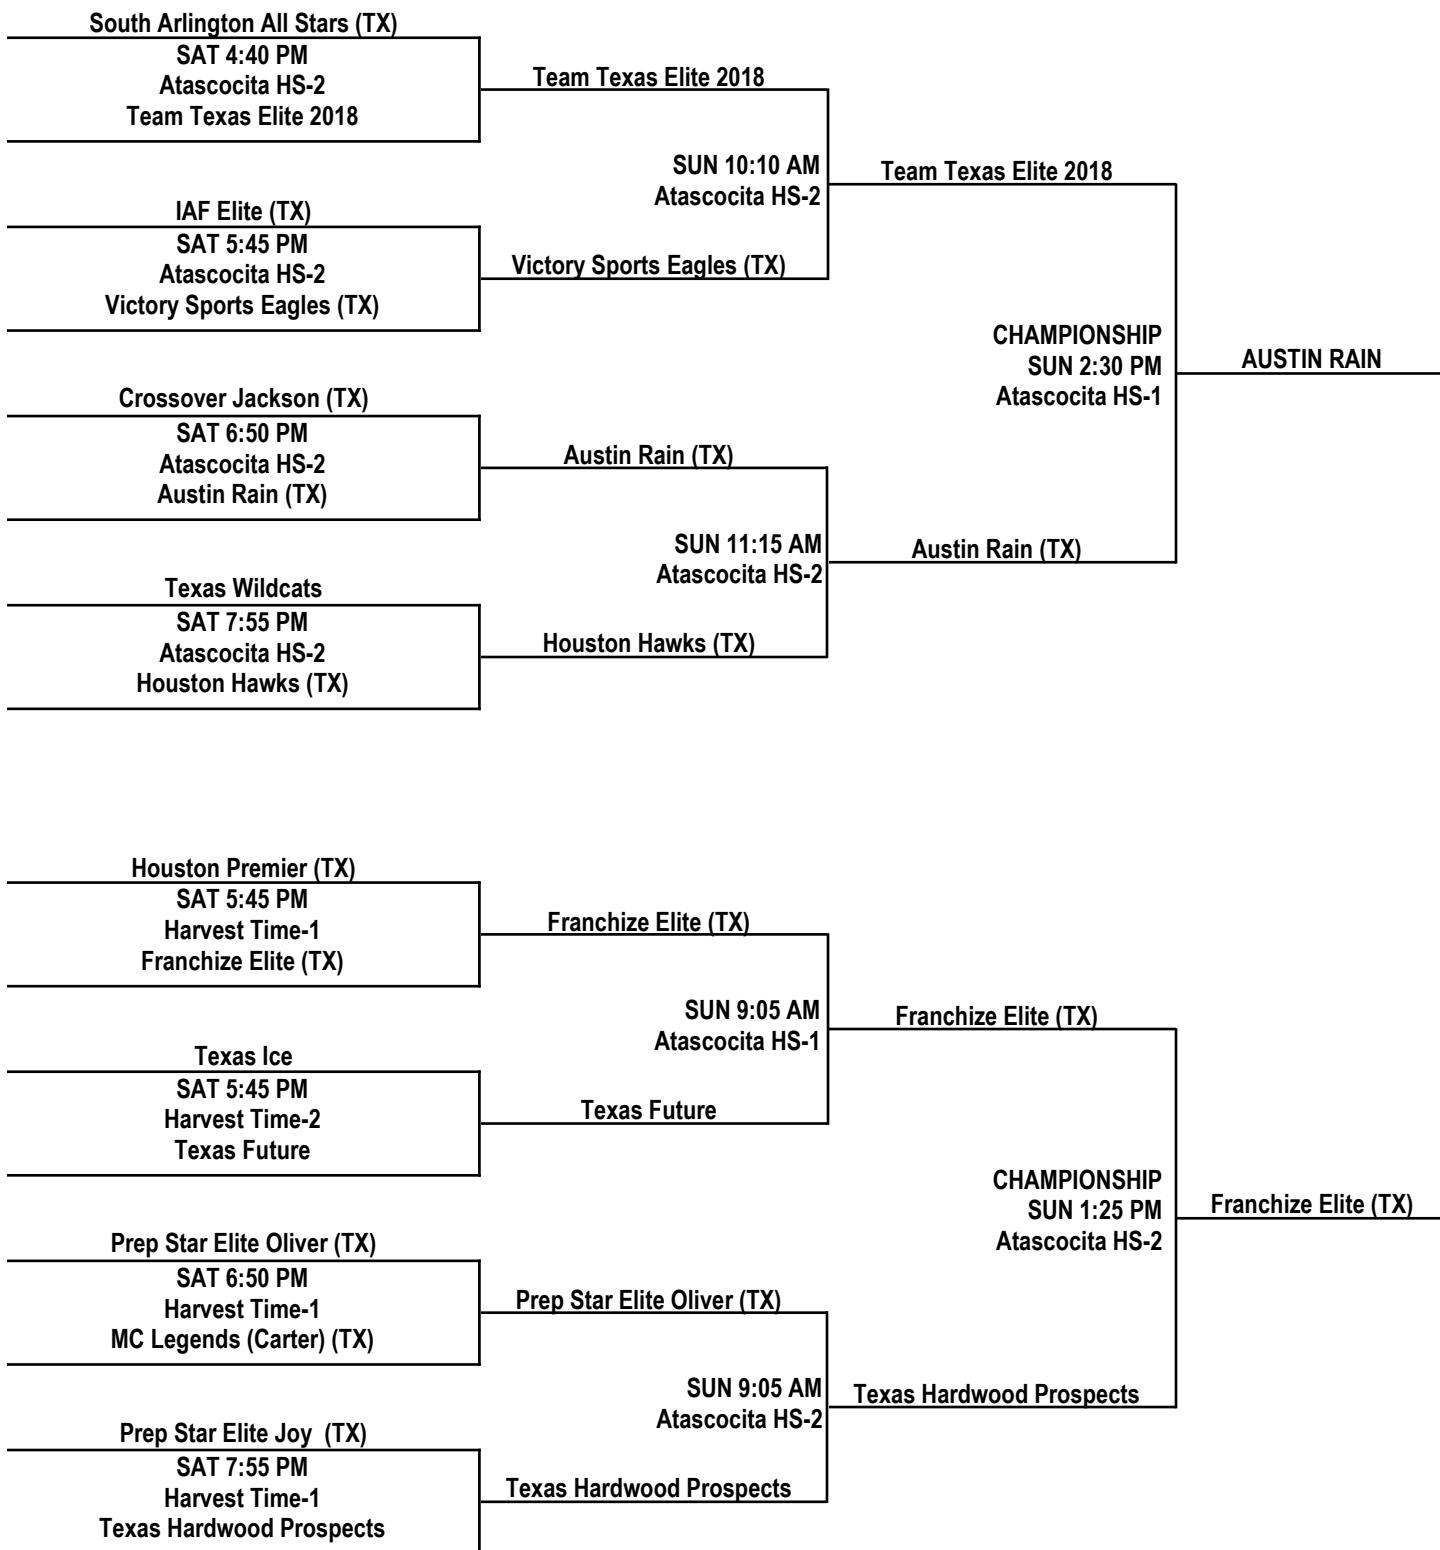 South Arlington All Stars (TX)
SAT 4:40 PM
Atascocita HS-2
Team Texas Elite 2018
Team Texas Elite 2018
SUN 10:10 AM
Atascocita HS-2
Team Texas Elite 2018
IAF Elite (TX)
SAT 5:45 PM
Atascocita HS-2
Victory Sports Eagles (TX)
Victory Sports Eagles (TX)
CHAMPIONSHIP
SUN 2:30 PM
Atascocita HS-1
AUSTIN RAIN
Crossover Jackson (TX)
SAT 6:50 PM
Atascocita HS-2
Austin Rain (TX)
Austin Rain (TX)
SUN 11:15 AM
Atascocita HS-2
Austin Rain (TX)
Texas Wildcats
SAT 7:55 PM
Atascocita HS-2
Houston Hawks (TX)
Houston Hawks (TX)
Houston Premier (TX)
SAT 5:45 PM
Harvest Time-1
Franchize Elite (TX)
Franchize Elite (TX)
SUN 9:05 AM
Atascocita HS-1
Franchize Elite (TX)
Texas Ice
SAT 5:45 PM
Harvest Time-2
Texas Future
Texas Future
CHAMPIONSHIP
SUN 1:25 PM
Atascocita HS-2
Franchize Elite (TX)
Prep Star Elite Oliver (TX)
SAT 6:50 PM
Harvest Time-1
MC Legends (Carter) (TX)
Prep Star Elite Oliver (TX)
SUN 9:05 AM
Atascocita HS-2
Texas Hardwood Prospects
Prep Star Elite Joy  (TX)
SAT 7:55 PM
Harvest Time-1
Texas Hardwood Prospects
Texas Hardwood Prospects